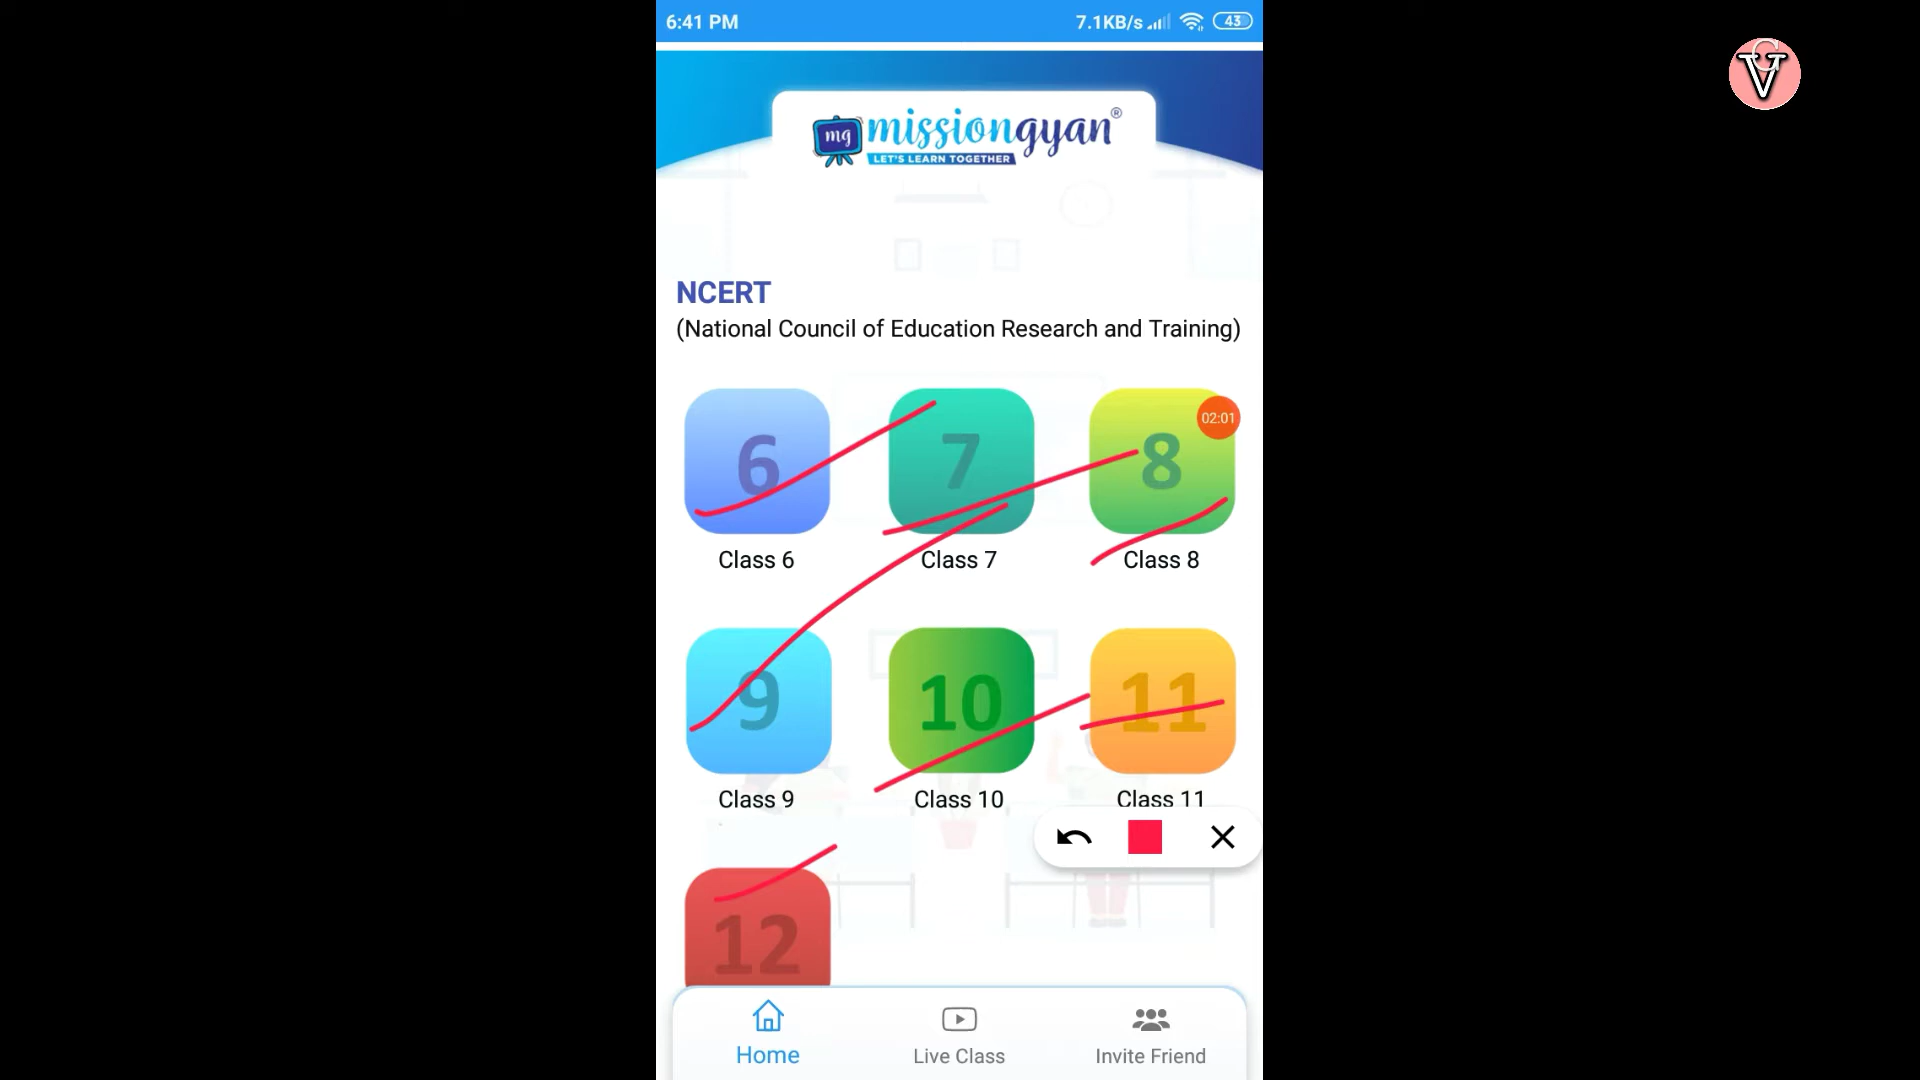 6:41 PM 7.1KB/s 43
VG
mg missiongyan®
LET'S LEARN TOGETHER
NCERT
(National Council of Education Research and Training)
6 7 8
02:01
Class 6 Class 7 Class 8
9 10 11
Class 9 Class 10 Class 11
12
Home Live Class Invite Friend